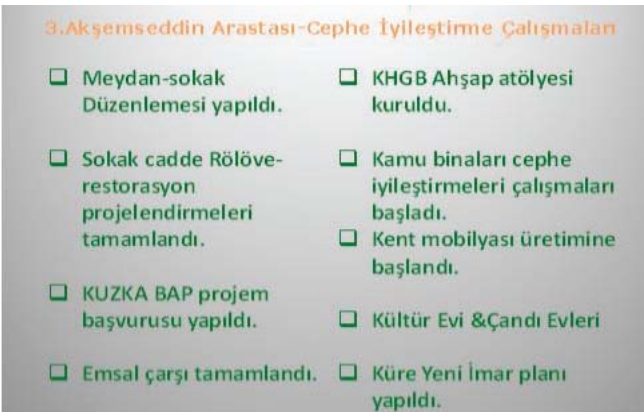 3.Akşemseddin Arastası-Cephe İyileştirme Çalışmaları
Meydan-sokak
Düzenlemesi yapıldı.
Sokak cadde Rölöve-
restorasyon
projelendirmeleri
tamamlandı.
KUZKA BAP projem
başvurusu yapıldı.
Emsal çarşı tamamlandı.
KHGB Ahşap atölyesi
kuruldu.
Kamu binaları cephe
iyileştirmeleri çalışmaları
başladı.
Kent mobilyası üretimine
başlandı.
Kültür Evi &Çandı Evleri
Küre Yeni İmar planı
yapıldı.